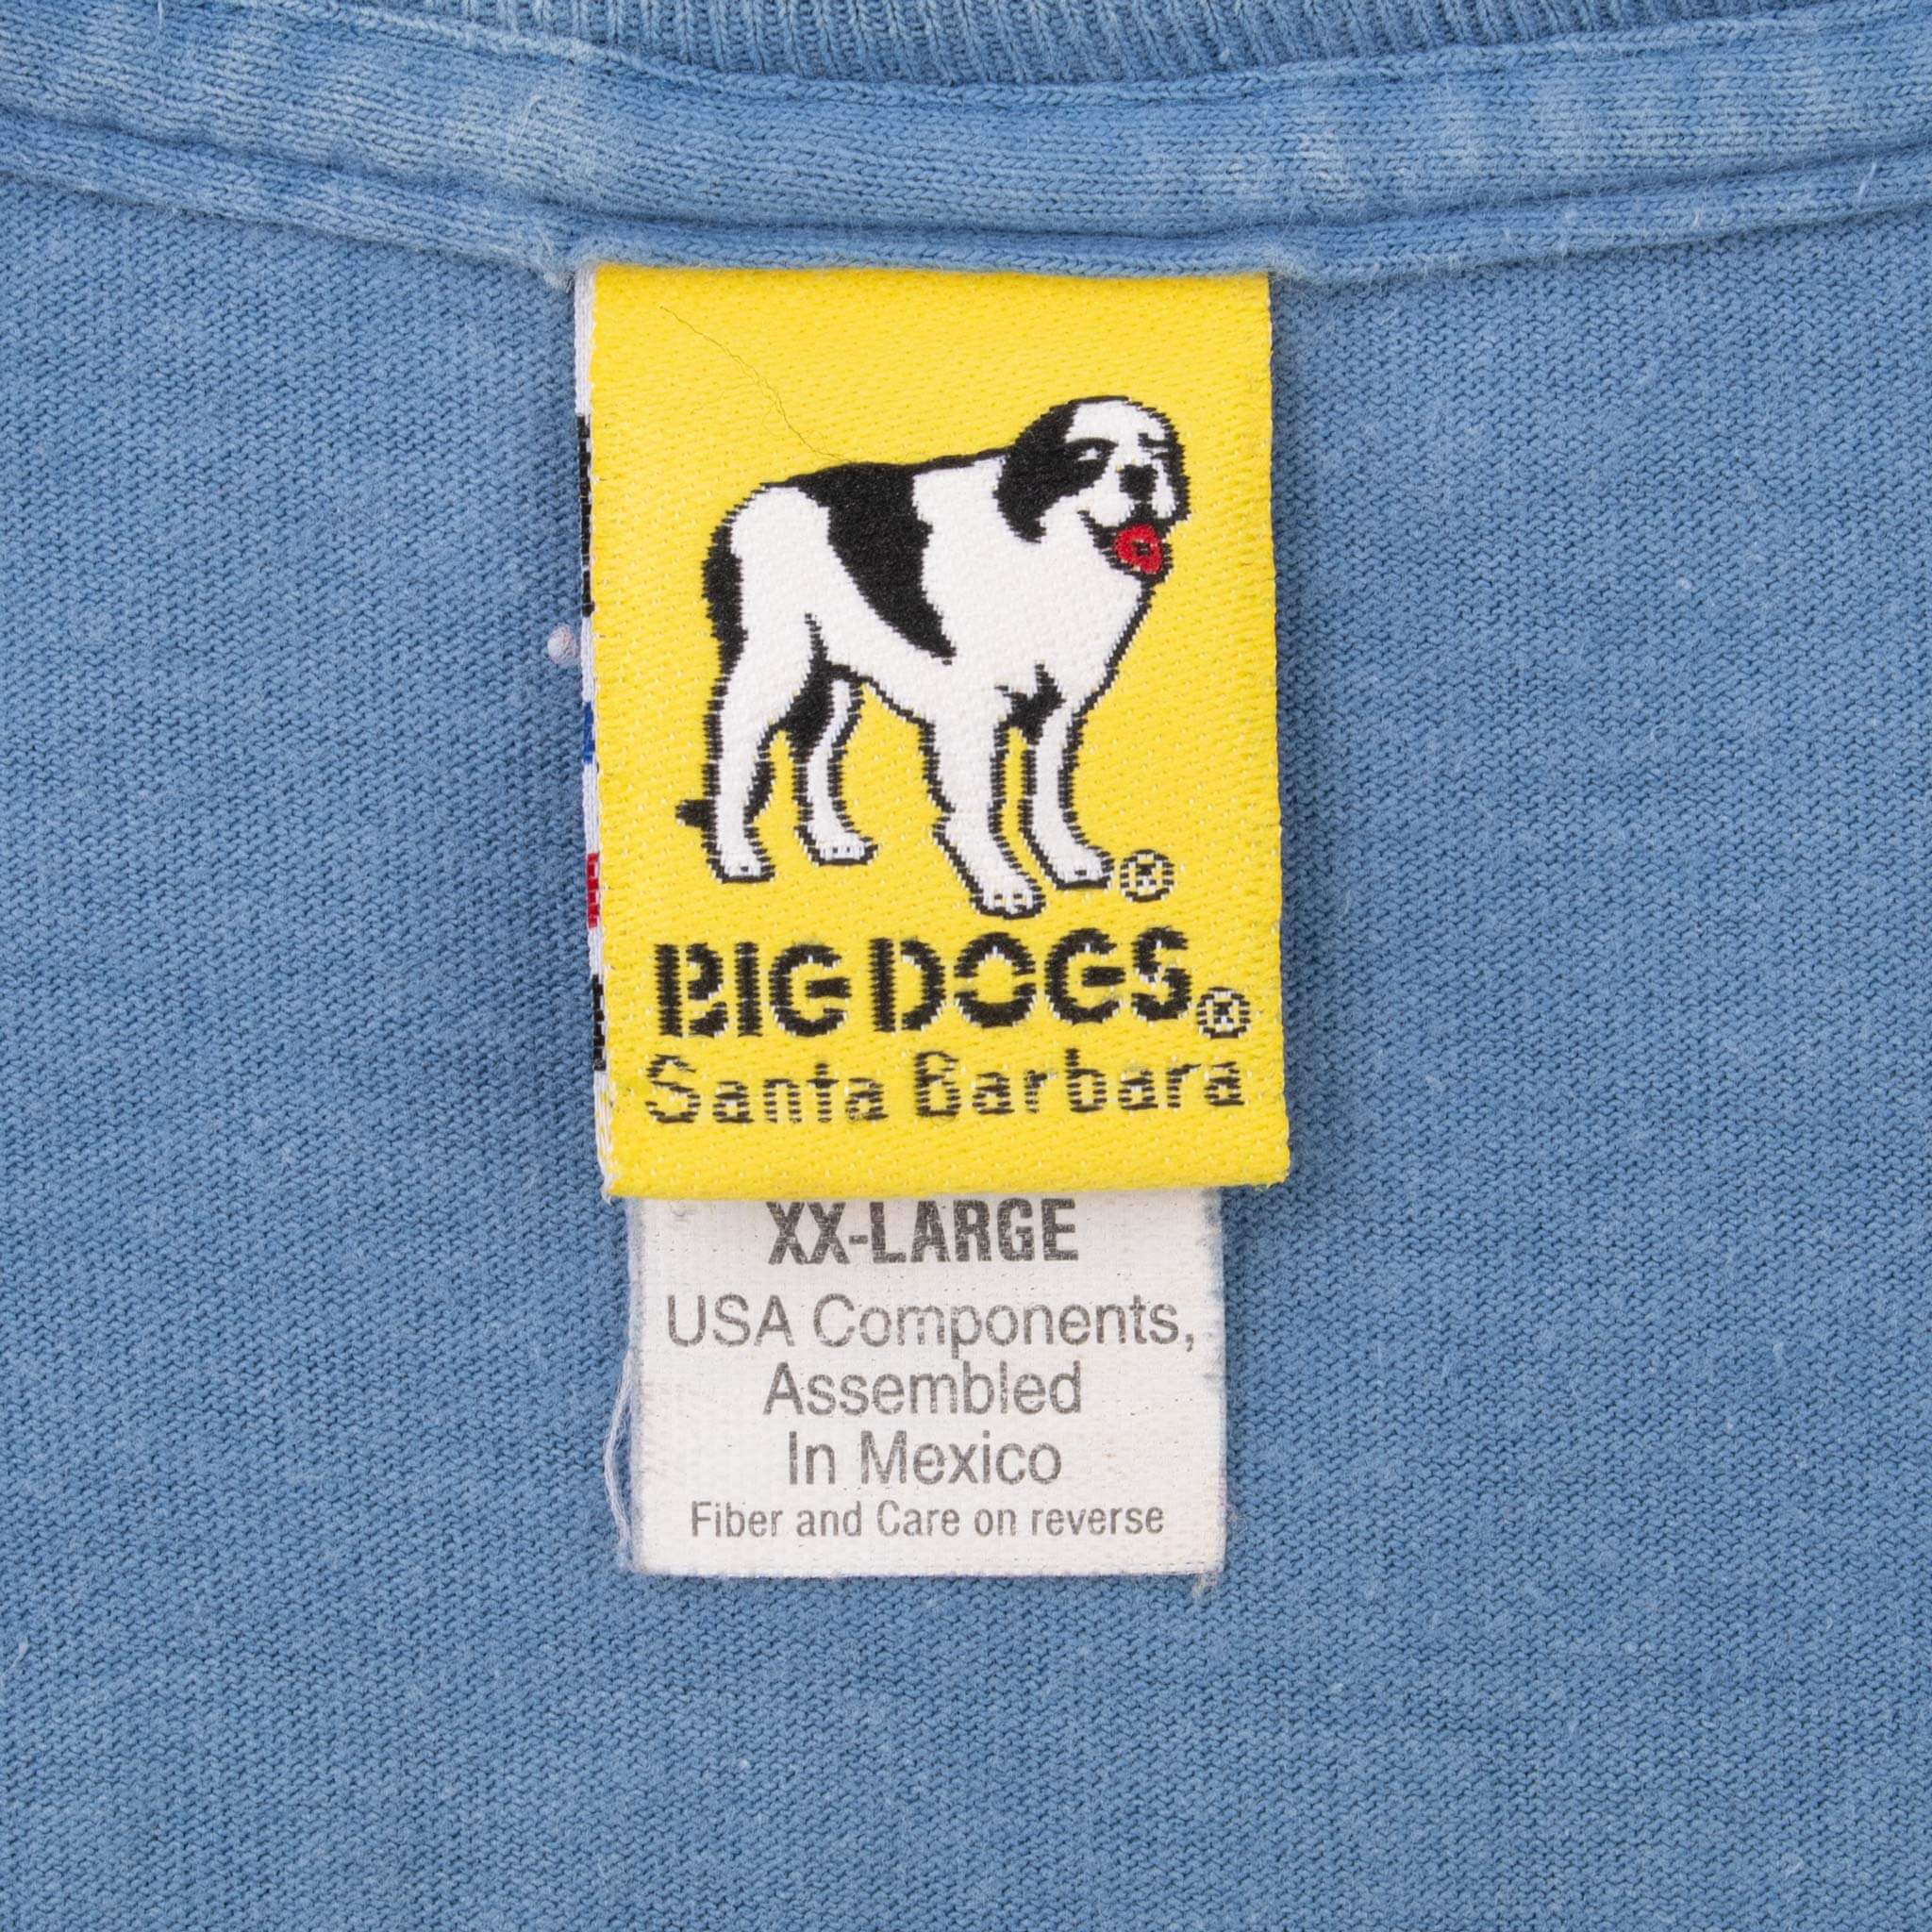 ®
BIG DOGS®
Santa Barbara
XX-LARGE
USA Components,
Assembled
In Mexico
Fiber and Care on reverse